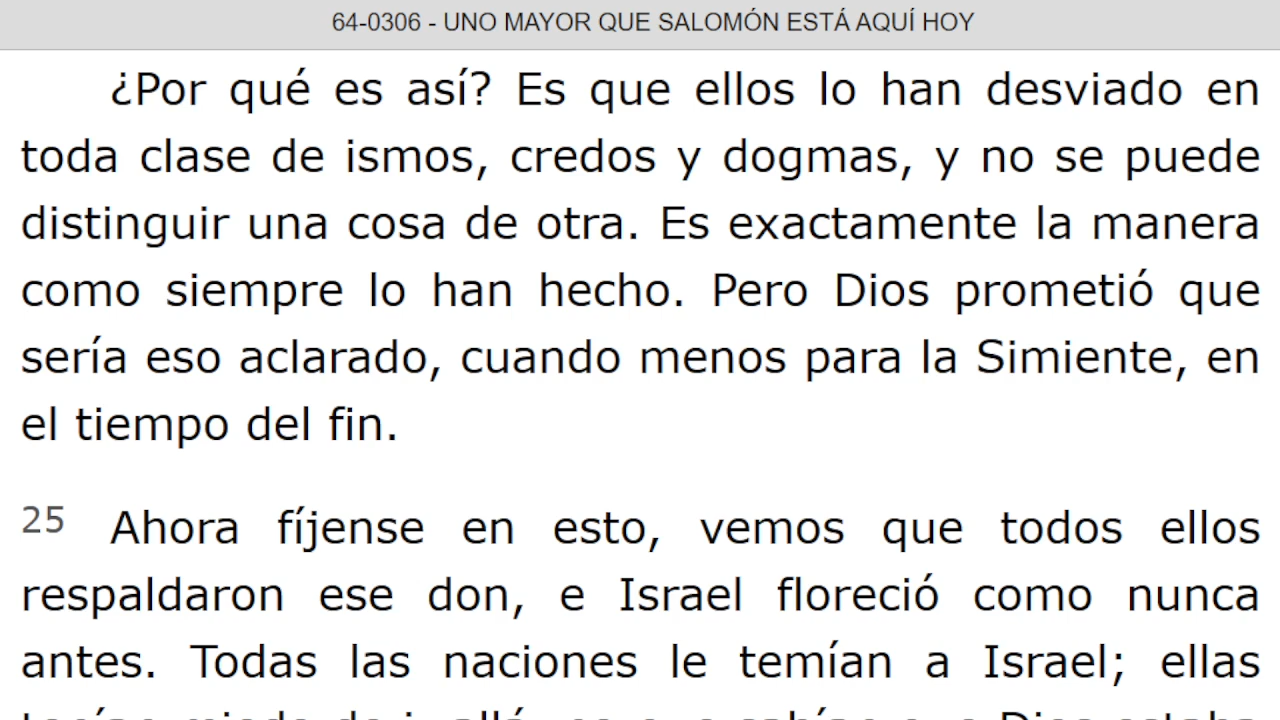 64-0306 - UNO MAYOR QUE SALOMÓN ESTÁ AQUÍ HOY
¿Por qué es así? Es que ellos lo han desviado en
toda clase de ismos, credos y dogmas, y no se puede
distinguir una cosa de otra. Es exactamente la manera
como siempre lo han hecho. Pero Dios prometió que
sería eso aclarado, cuando menos para la Simiente, en
el tiempo del fin.
25 Ahora fíjense en esto, vemos que todos ellos
respaldaron ese don, e Israel floreció como nunca
antes. Todas las naciones le temían a Israel; ellas